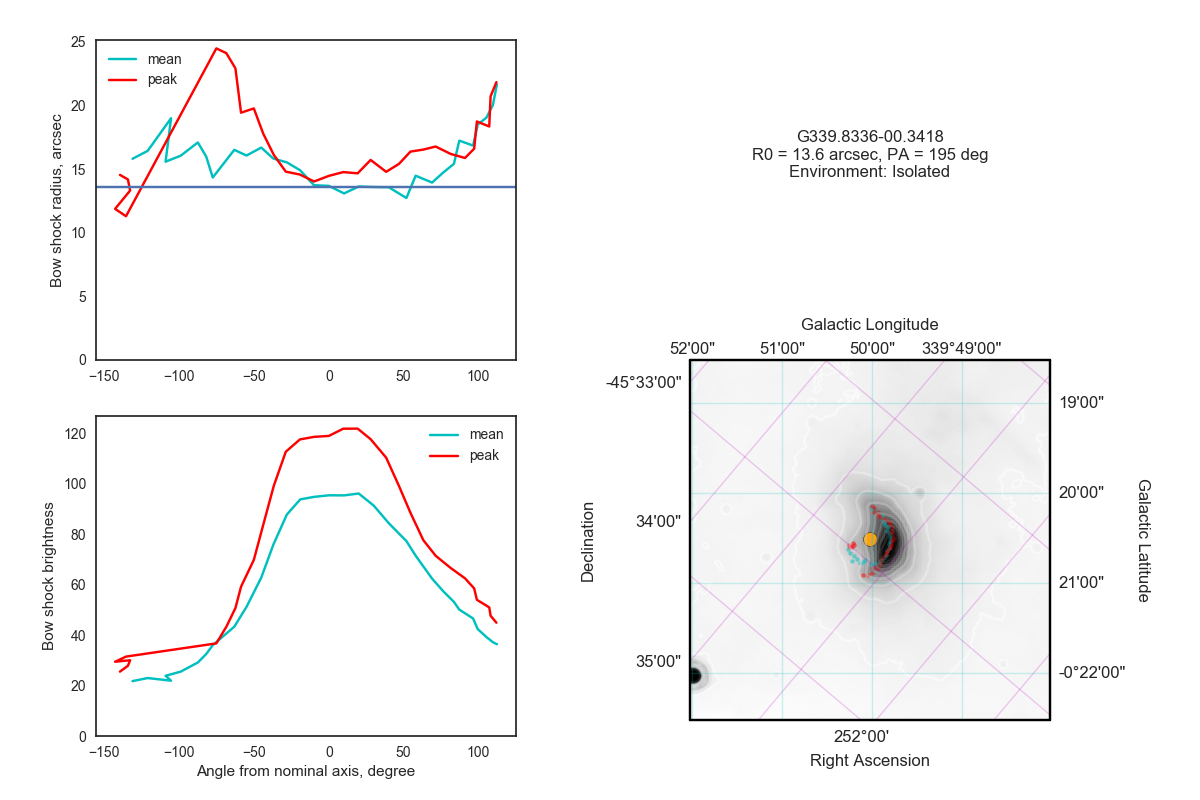 25
20
15
10
5
0
Bow shock radius, arcsec
mean
peak
−150
−100
−50
0
50
100
120
100
80
60
40
20
0
Bow shock brightness
mean
peak
−150
−100
−50
0
50
100
Angle from nominal axis, degree
G339.8336-00.3418
R0 = 13.6 arcsec, PA = 195 deg
Environment: Isolated
Galactic Longitude
52'00"
51'00"
50'00"
339°49'00"
-45°33'00"
34'00"
35'00"
Declination
19'00"
20'00"
21'00"
-0°22'00"
Galactic Latitude
252°00'
Right Ascension